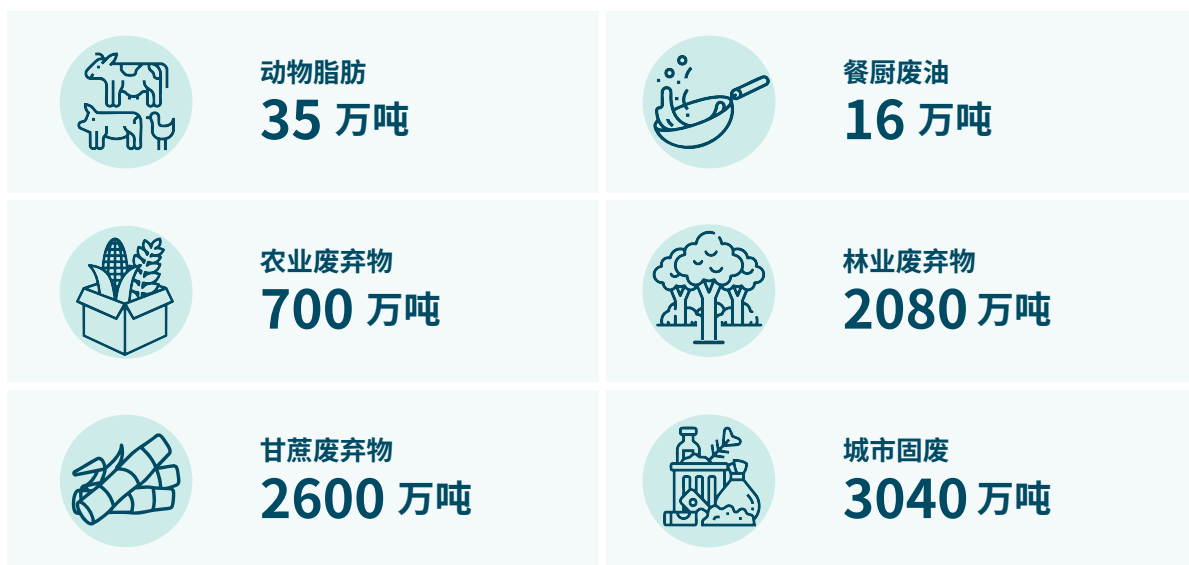 动物脂肪
35 万吨
餐厨废油
16 万吨
农业废弃物
700 万吨
林业废弃物
2080 万吨
甘蔗废弃物
2600 万吨
城市固废
3040 万吨